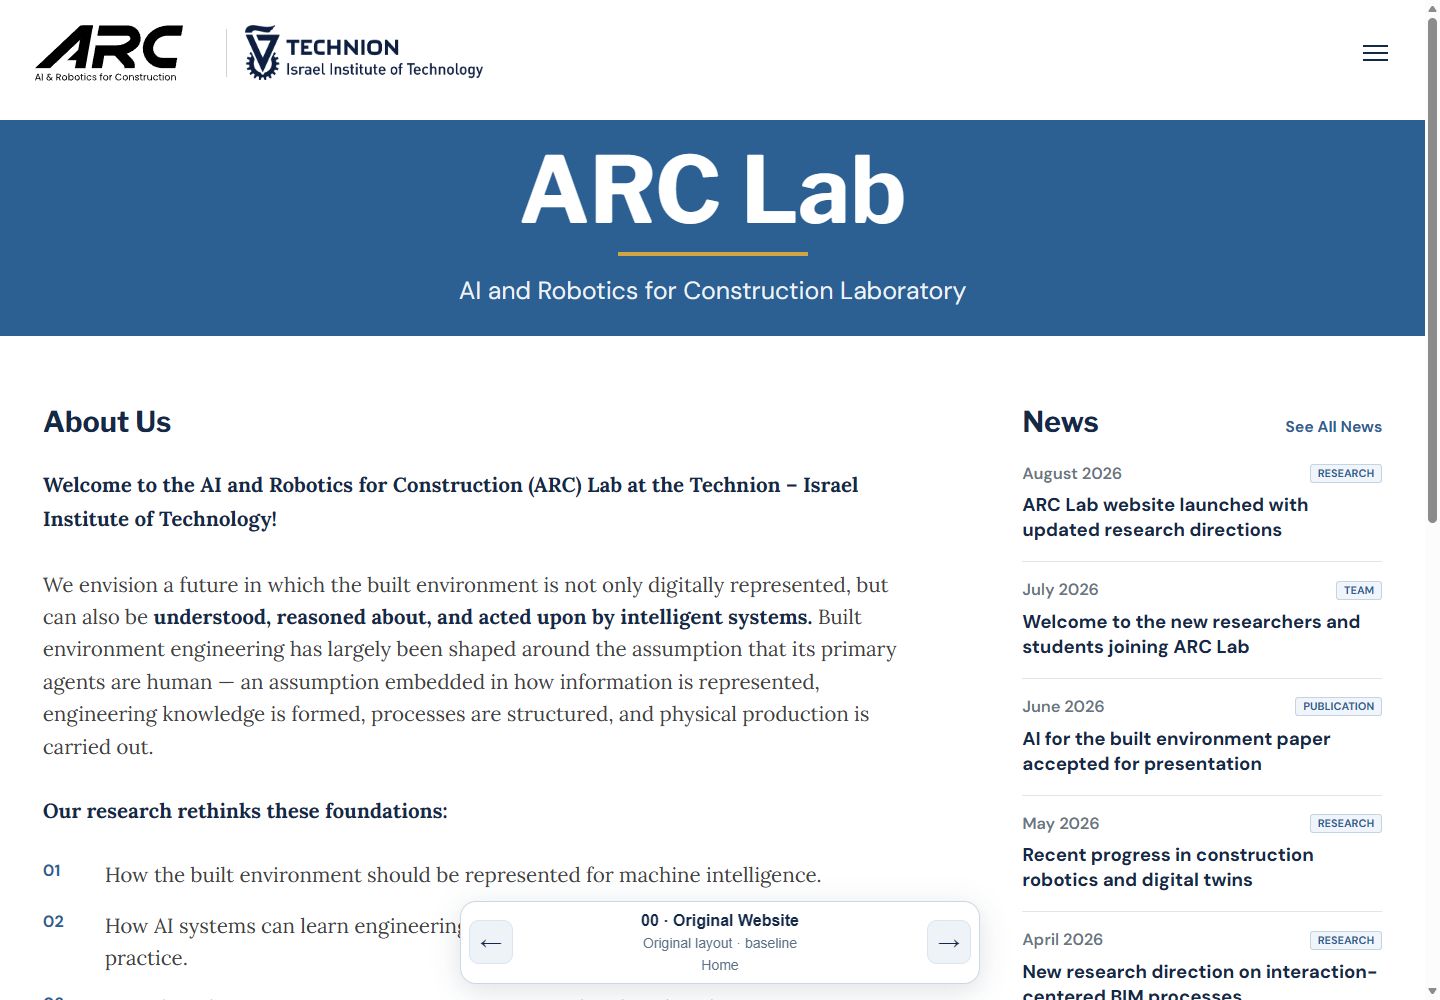 ARC
AI & Robotics for Construction
TECHNION
Israel Institute of Technology
ARC Lab
AI and Robotics for Construction Laboratory
About Us
Welcome to the AI and Robotics for Construction (ARC) Lab at the Technion – Israel
Institute of Technology!
We envision a future in which the built environment is not only digitally represented, but
can also be understood, reasoned about, and acted upon by intelligent systems. Built
environment engineering has largely been shaped around the assumption that its primary
agents are human — an assumption embedded in how information is represented,
engineering knowledge is formed, processes are structured, and physical production is
carried out.
Our research rethinks these foundations:
01 How the built environment should be represented for machine intelligence.
02 How AI systems can learn engineering
practice.
News
See All News
August 2026 RESEARCH
ARC Lab website launched with
updated research directions
July 2026 TEAM
Welcome to the new researchers and
students joining ARC Lab
June 2026 PUBLICATION
AI for the built environment paper
accepted for presentation
May 2026 RESEARCH
Recent progress in construction
robotics and digital twins
April 2026 RESEARCH
New research direction on interaction-
centered BIM processes
← 00 · Original Website →
Original layout · baseline
Home